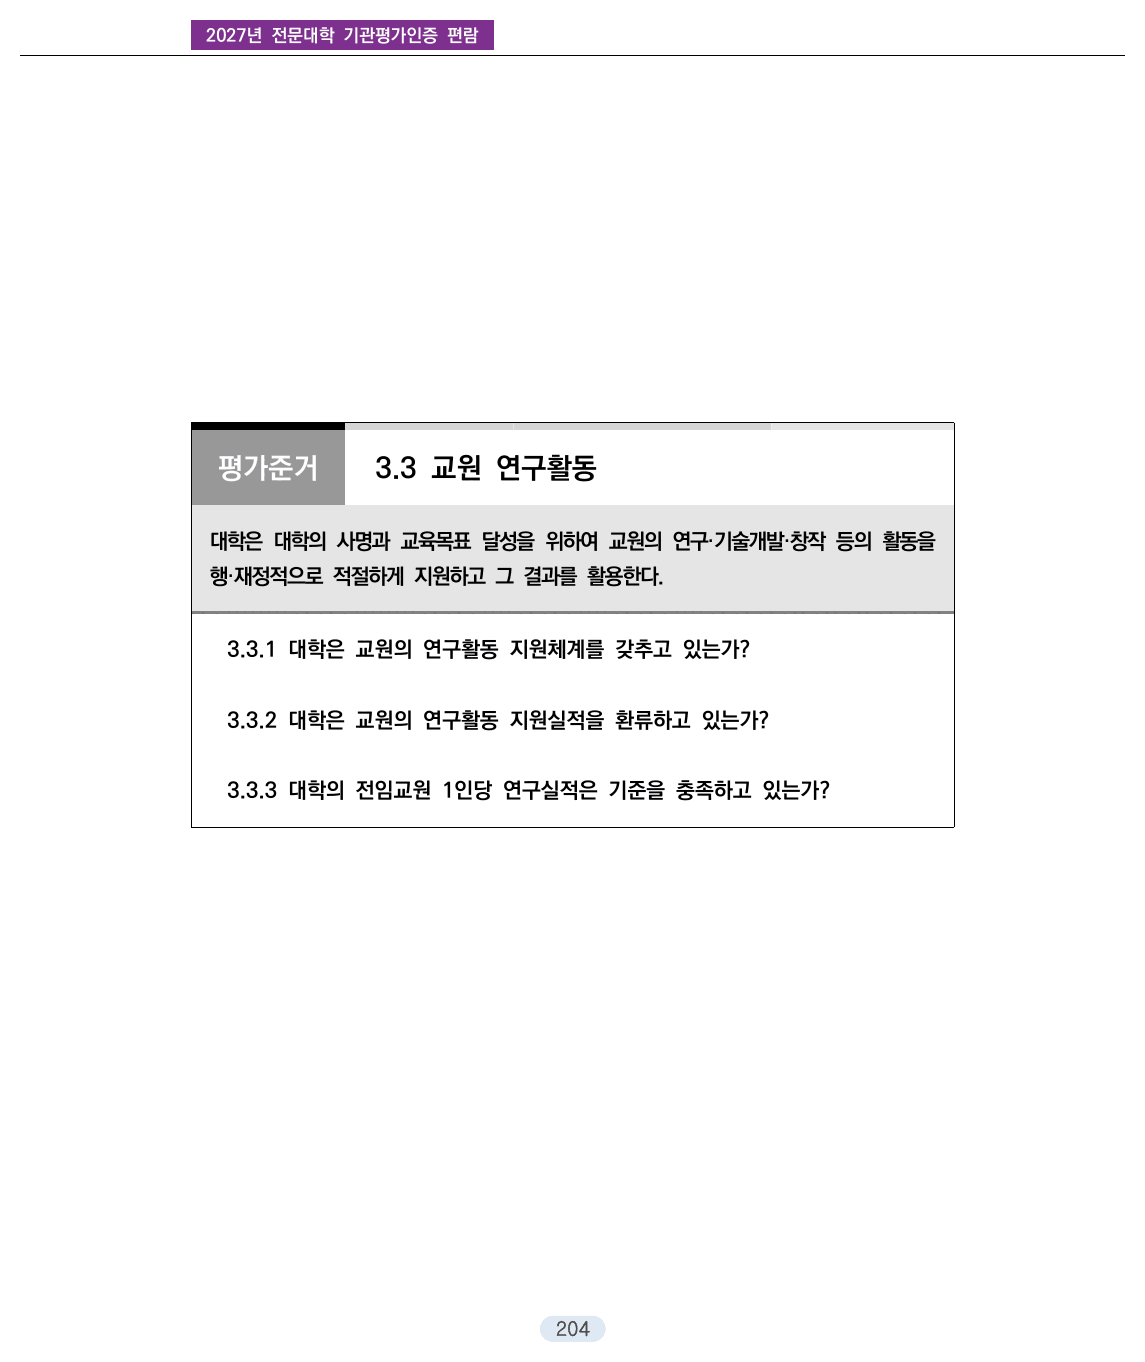 2027년 전문대학 기관평가인증 편람
평가준거 3.3 교원 연구활동
대학은 대학의 사명과 교육목표 달성을 위하여 교원의 연구·기술개발·창작 등의 활동을
행·재정적으로 적절하게 지원하고 그 결과를 활용한다.
3.3.1 대학은 교원의 연구활동 지원체계를 갖추고 있는가?
3.3.2 대학은 교원의 연구활동 지원실적을 환류하고 있는가?
3.3.3 대학의 전임교원 1인당 연구실적은 기준을 충족하고 있는가?
204